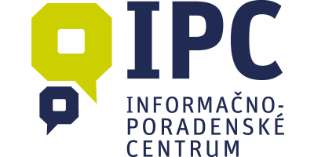 IPC
INFORMAČNO-
PORADENSKÉ
CENTRUM